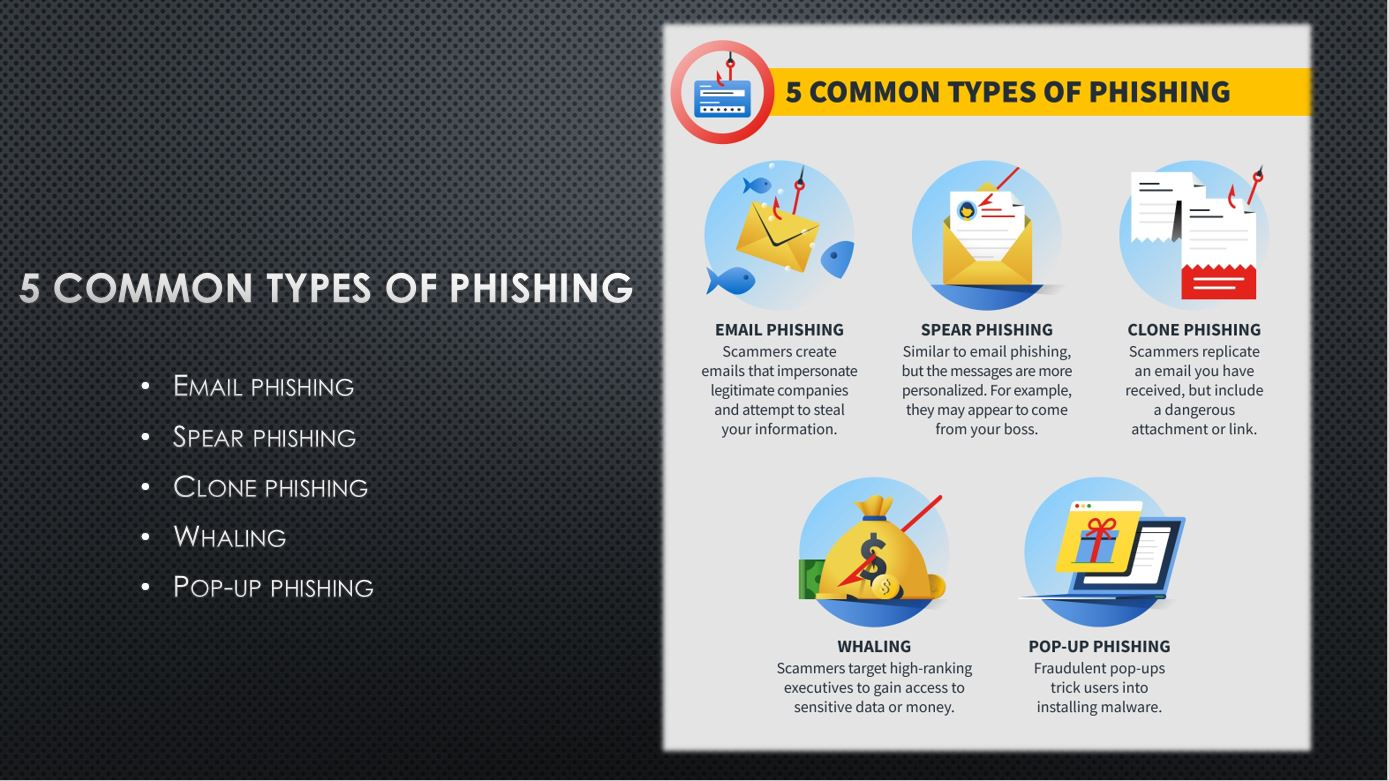 5 COMMON TYPES OF PHISHING
• EMAIL PHISHING
• SPEAR PHISHING
• CLONE PHISHING
• WHALING
• POP-UP PHISHING
5 COMMON TYPES OF PHISHING
EMAIL PHISHING
Scammers create
emails that impersonate
legitimate companies
and attempt to steal
your information.
SPEAR PHISHING
Similar to email phishing,
but the messages are more
personalized. For example,
they may appear to come
from your boss.
CLONE PHISHING
Scammers replicate
an email you have
received, but include
a dangerous
attachment or link.
$
$
WHALING
Scammers target high-ranking
executives to gain access to
sensitive data or money.
POP-UP PHISHING
Fraudulent pop-ups
trick users into
installing malware.